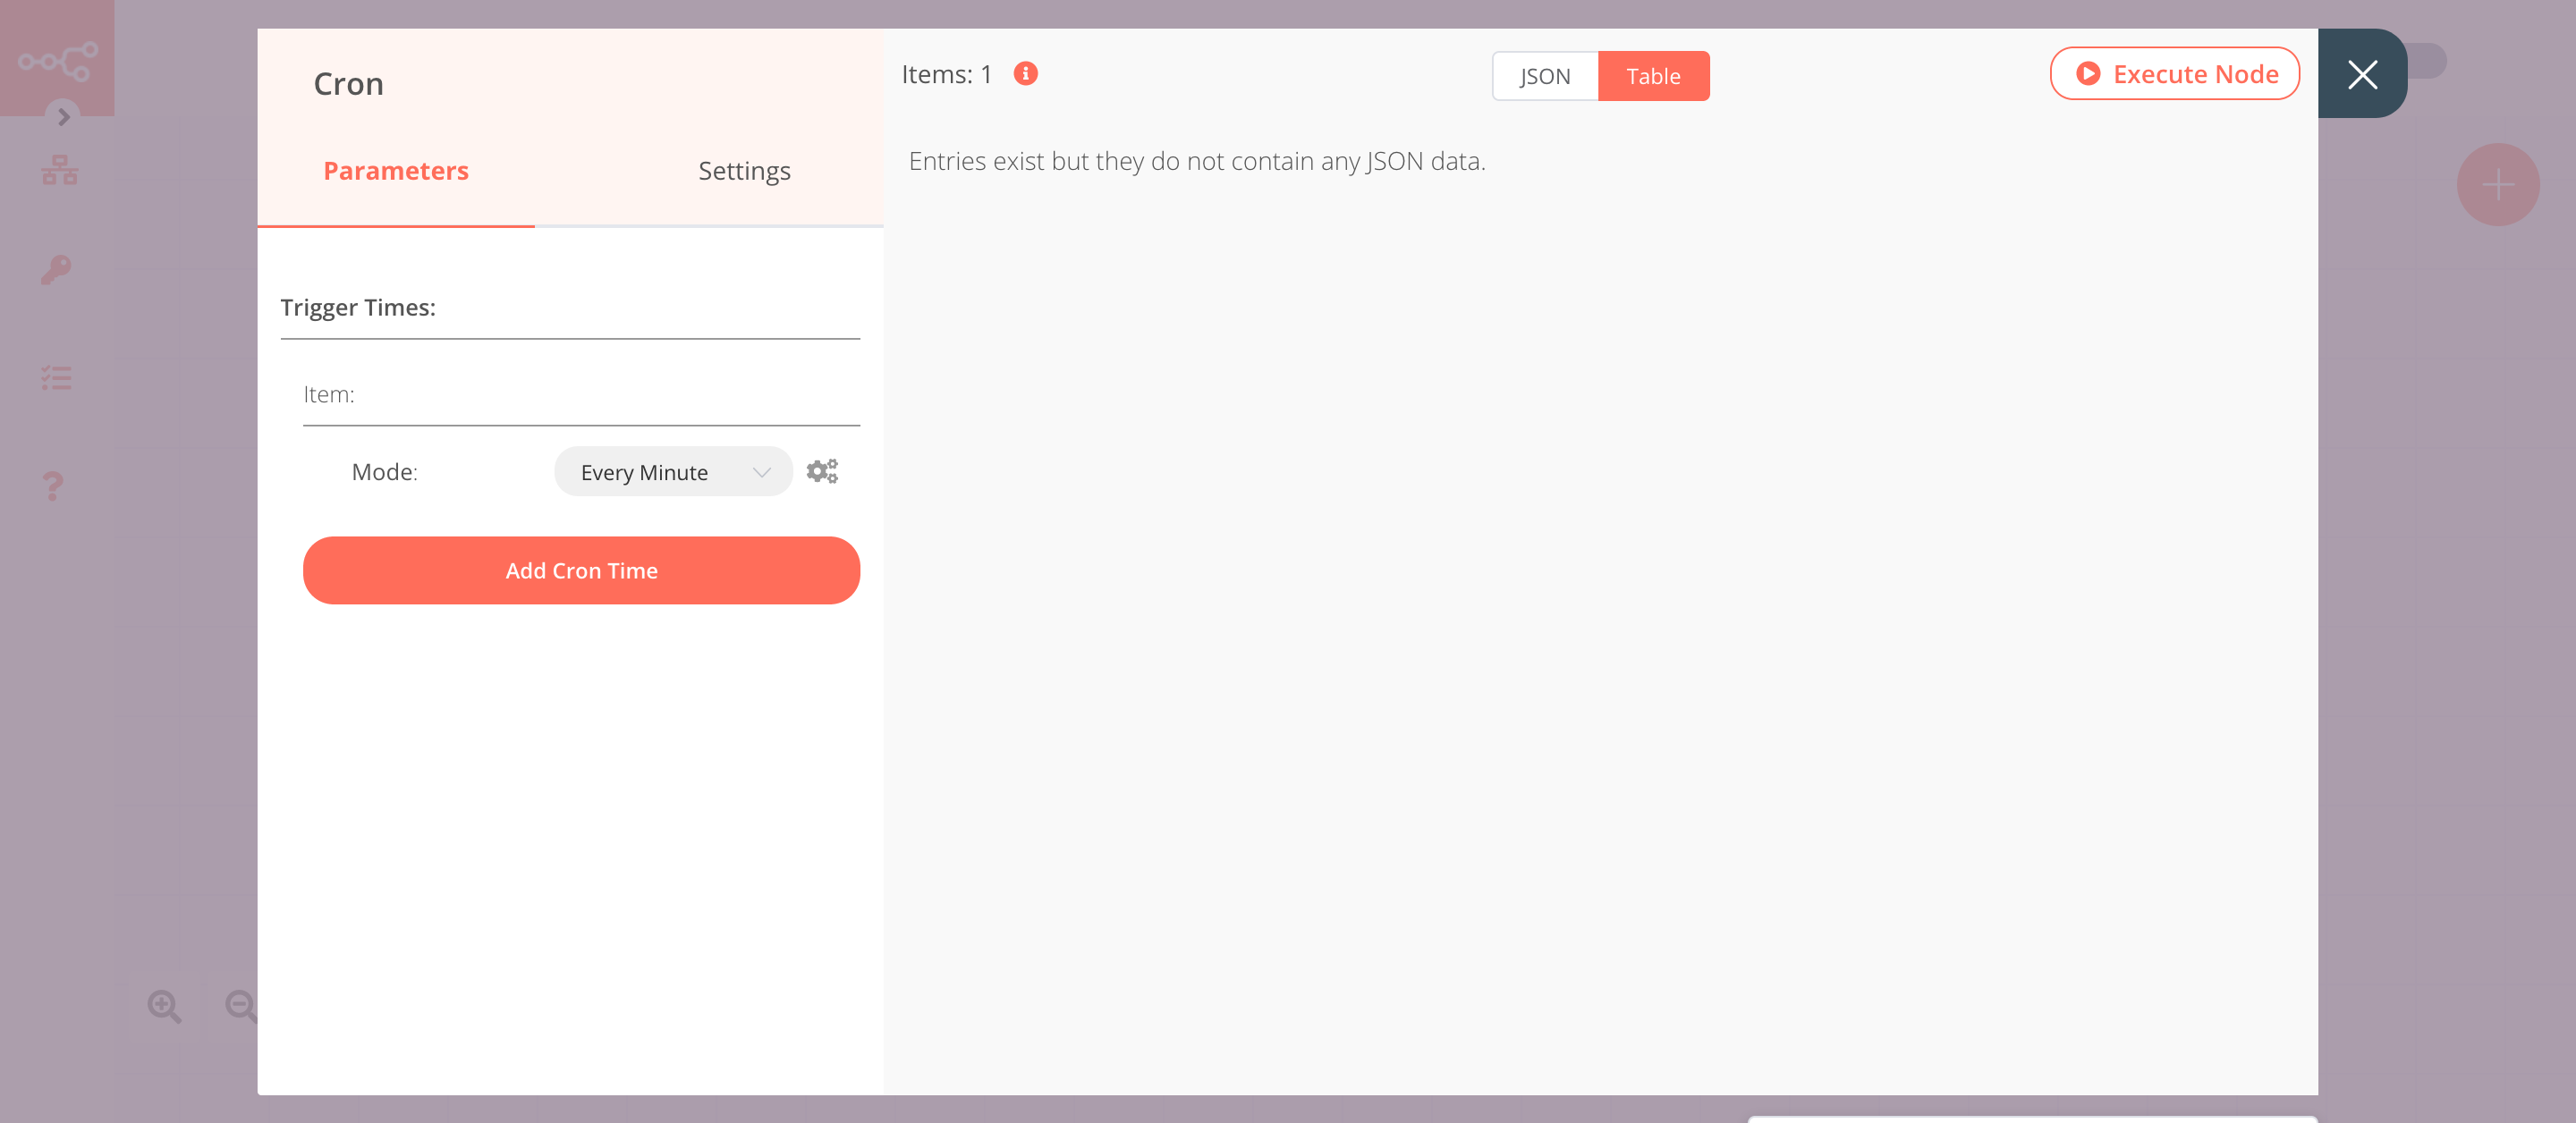 Cron
Parameters
Settings
Trigger Times:
Item:
Mode:
Every Minute
Add Cron Time
Items: 1
JSON
Table
Execute Node
Entries exist but they do not contain any JSON data.